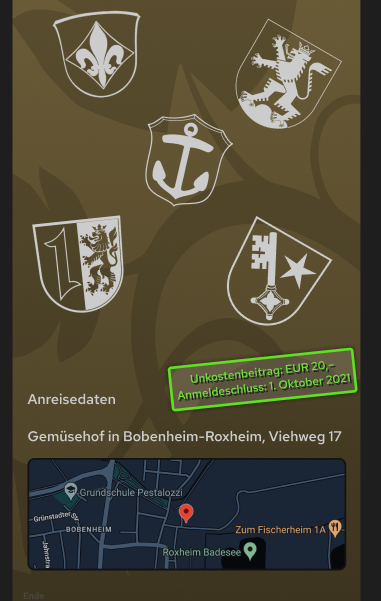 Unkostenbeitrag: EUR 20,–
Anmeldeschluss: 1. Oktober 2021
Anreisedaten
Gemüsehof in Bobenheim-Roxheim, Viehweg 17
Grundschule Pestalozzi
Grünstadter Str
BOBENHEIM
Zum Fischerheim 1A
Jahnstra
Roxheim Badesee
Ende